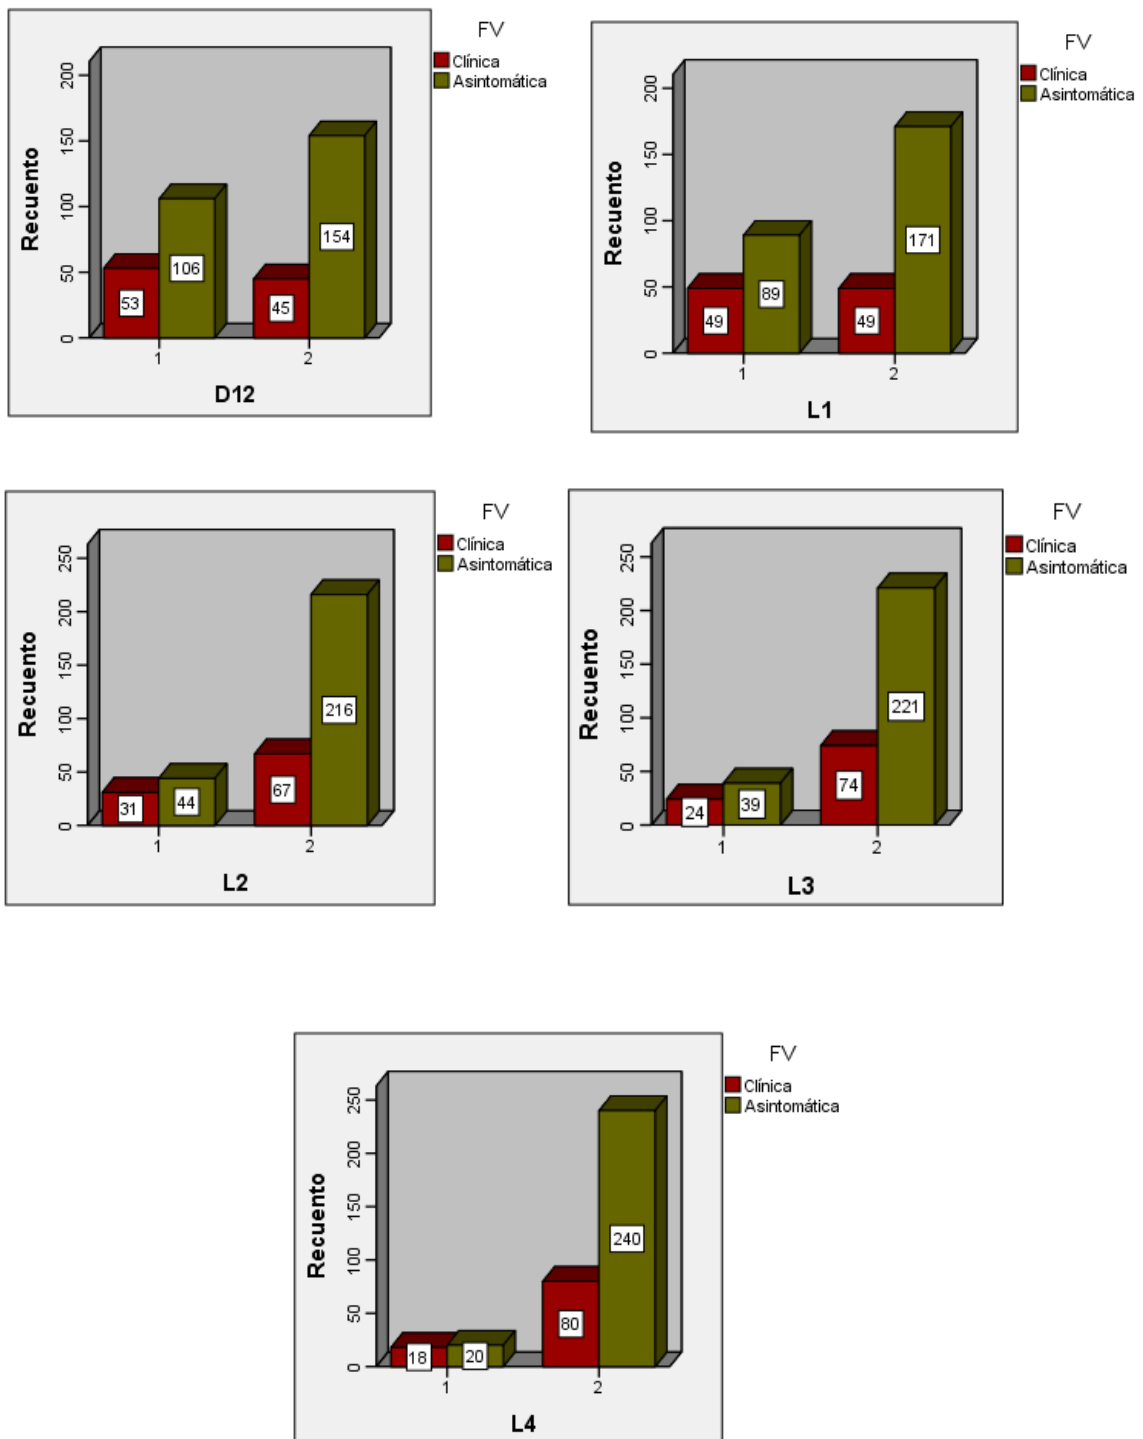 FV
Clínica
Asintomática
Recuento
200
150
100
50
0
53
106
45
154
1
2
D12
FV
Clínica
Asintomática
Recuento
200
150
100
50
0
49
89
49
171
1
2
L1
FV
Clínica
Asintomática
Recuento
250
200
150
100
50
0
31
44
67
216
1
2
L2
FV
Clínica
Asintomática
Recuento
250
200
150
100
50
0
24
39
74
221
1
2
L3
FV
Clínica
Asintomática
Recuento
250
200
150
100
50
0
18
20
80
240
1
2
L4